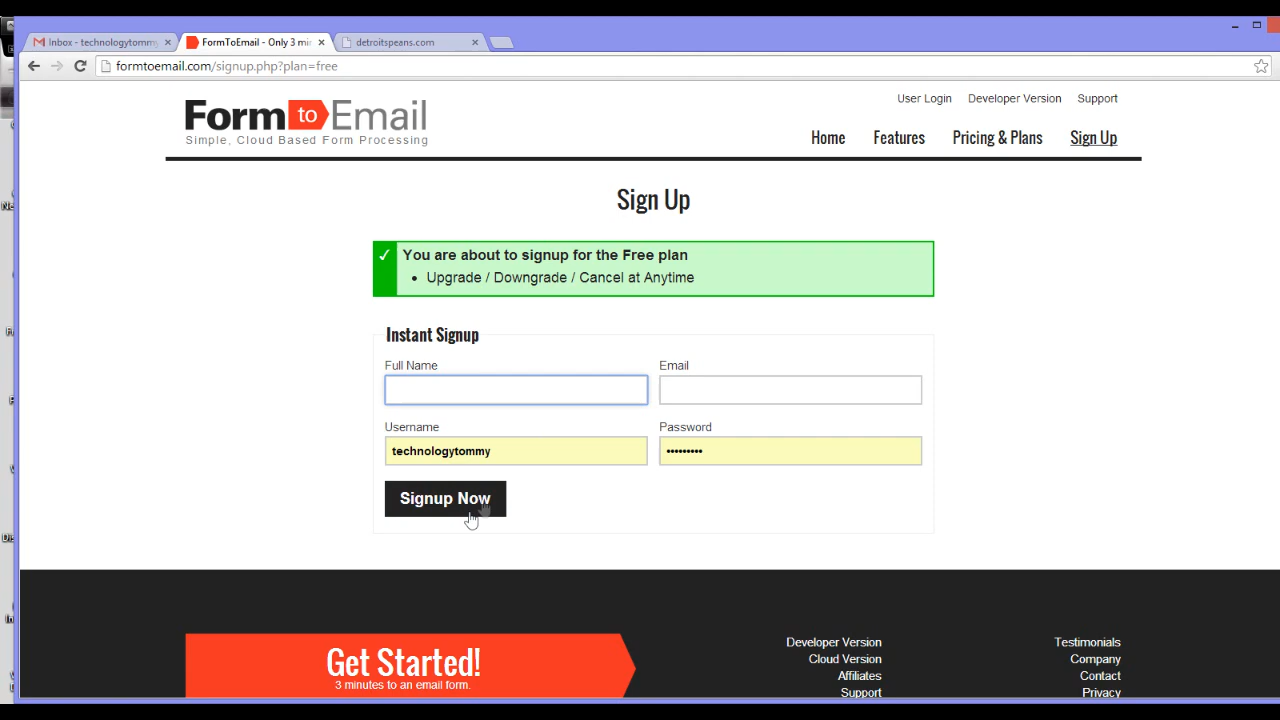 Inbox - technologytommy
FormToEmail - Only 3 mi
detroitspeans.com
formtoemail.com/signup.php?plan=free
User Login Developer Version Support
Form to Email
Simple, Cloud Based Form Processing
Home Features Pricing & Plans Sign Up
Sign Up
✓ You are about to signup for the Free plan
• Upgrade / Downgrade / Cancel at Anytime
Instant Signup
Full Name Email
Username Password
technologytommy •••••••••
Signup Now
Get Started!
3 minutes to an email form.
Developer Version Testimonials
Cloud Version Company
Affiliates Contact
Support Privacy